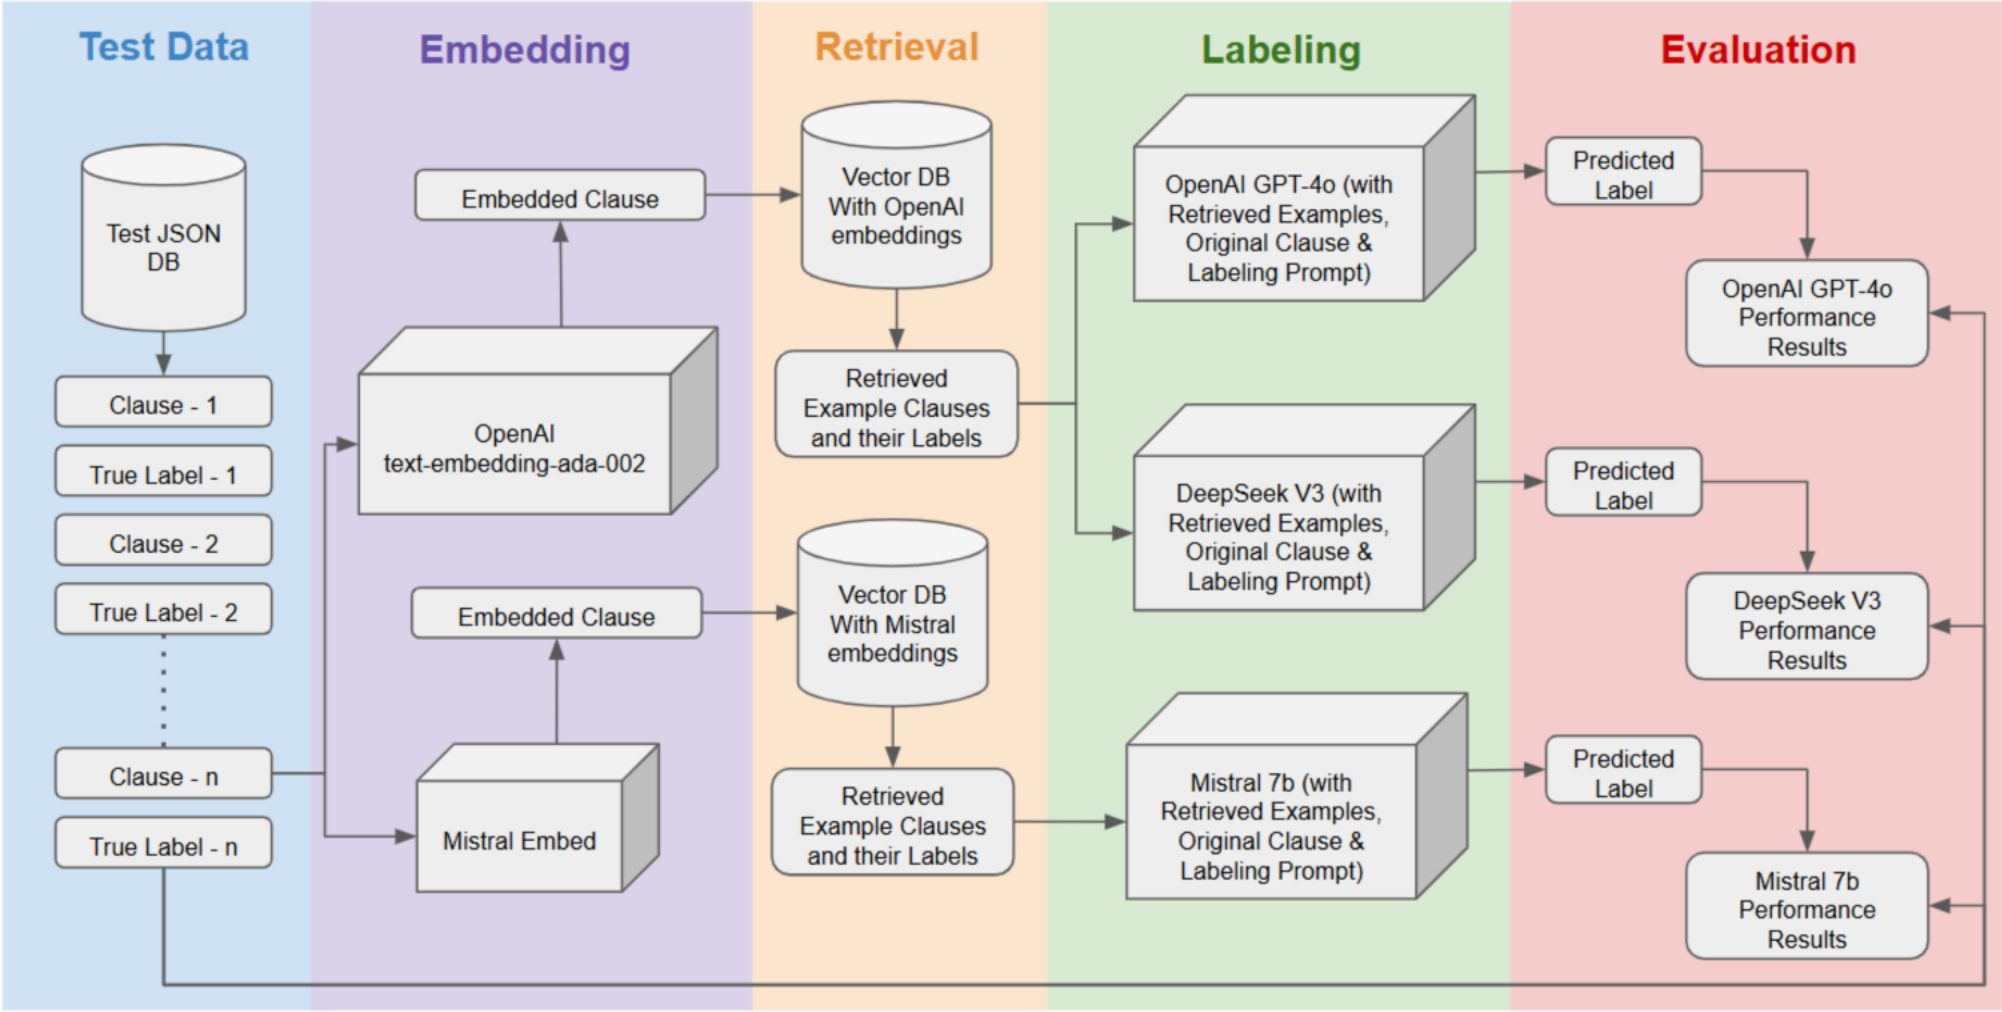 Test Data
Test JSON
DB
Clause - 1
True Label - 1
Clause - 2
True Label - 2
Clause - n
True Label - n
Embedding
Embedded Clause
OpenAI
text-embedding-ada-002
Embedded Clause
Mistral Embed
Retrieval
Vector DB
With OpenAI
embeddings
Retrieved
Example Clauses
and their Labels
Vector DB
With Mistral
embeddings
Retrieved
Example Clauses
and their Labels
Labeling
OpenAI GPT-4o (with
Retrieved Examples,
Original Clause &
Labeling Prompt)
DeepSeek V3 (with
Retrieved Examples,
Original Clause &
Labeling Prompt)
Mistral 7b (with
Retrieved Examples,
Original Clause &
Labeling Prompt)
Evaluation
Predicted
Label
OpenAI GPT-4o
Performance
Results
Predicted
Label
DeepSeek V3
Performance
Results
Predicted
Label
Mistral 7b
Performance
Results